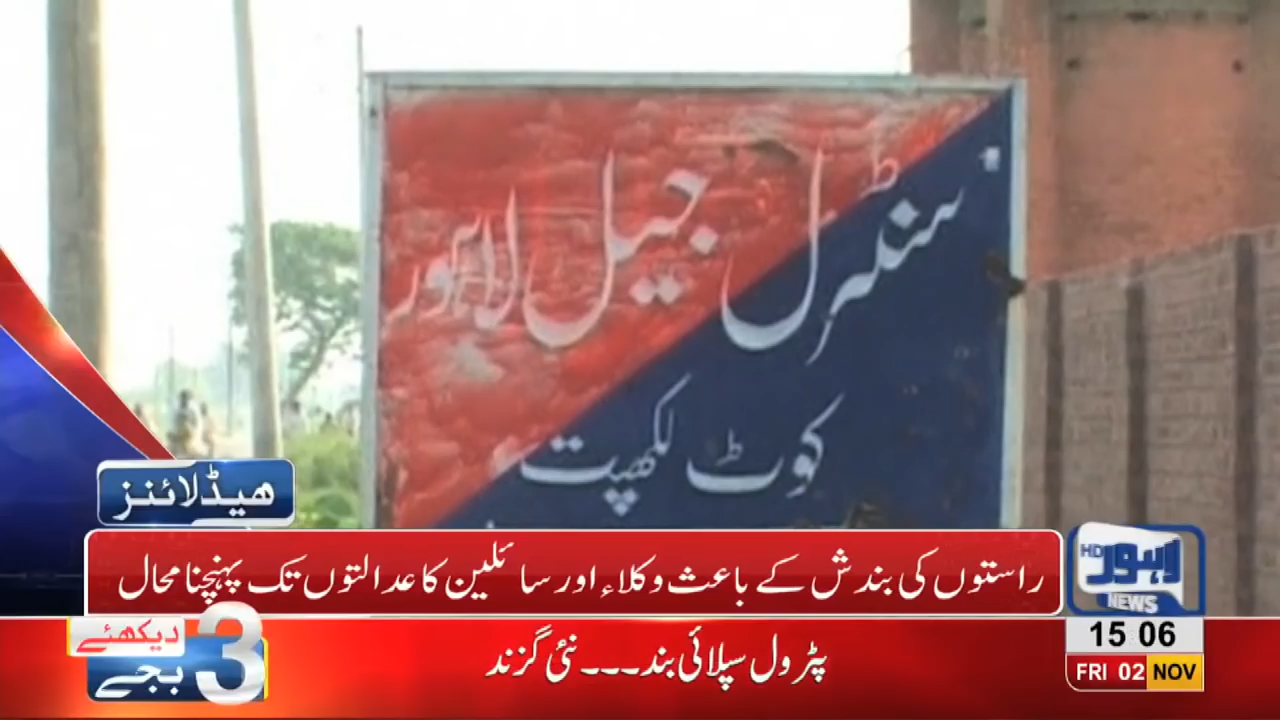 سنٹرل جیل لاہور
کوٹ لکھپت
ھیڈلائنز
راستوں کی بندش کے باعث وکلاء اور سائلین کا عدالتوں تک پہنچنا محال
HD لاہور
NEWS
دیکھئے 3 بجے
پٹرول سپلائی بند۔۔۔نئی گزند
15 06
FRI 02 NOV